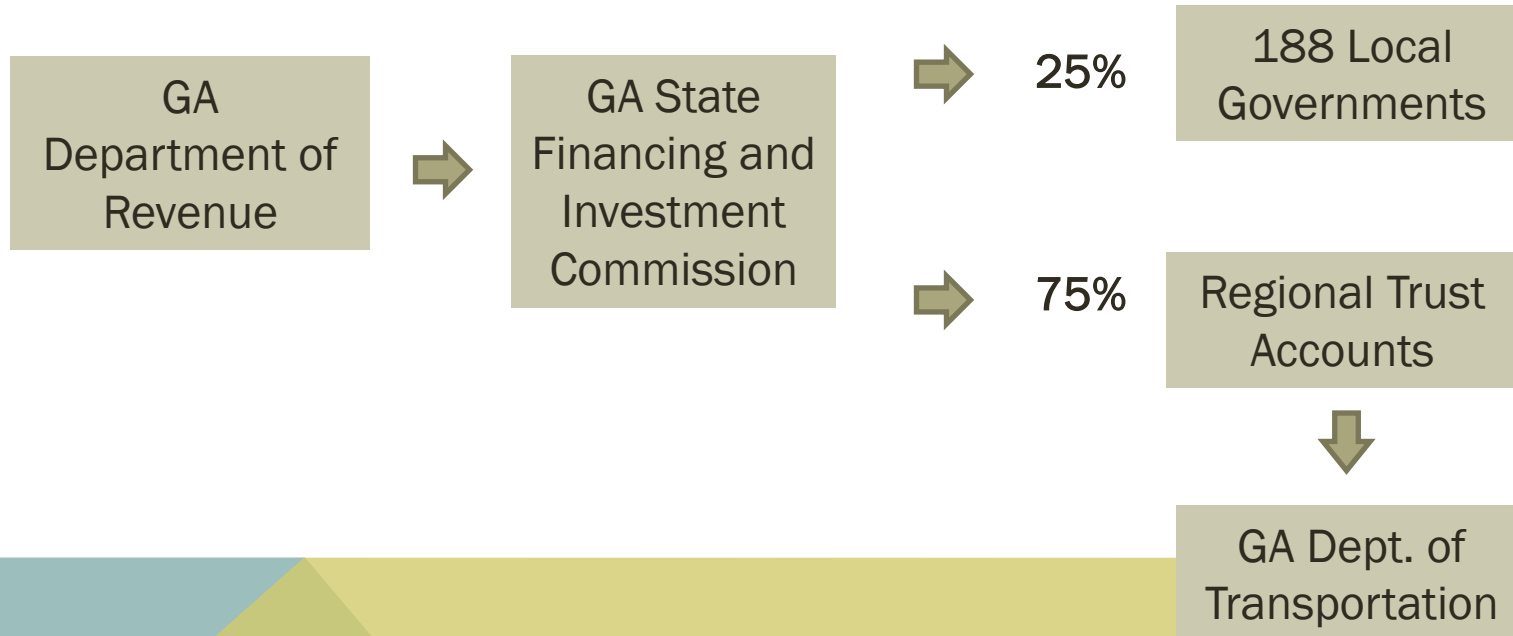 GA
Department of
Revenue
GA State
Financing and
Investment
Commission
25%
188 Local
Governments
75%
Regional Trust
Accounts
GA Dept. of
Transportation